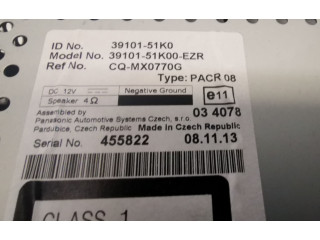 ID No. 39101-51K0
Model No. 39101-51K00-EZR
Ref No. CQ-MX0770G
Type: PACR 08
DC 12V Negative Ground
Speaker 4 Ω
e11
03 4078
Assembled by
Panasonic Automotive Systems Czech, s.r.o.
Pardubice, Czech Republic Made in Czech Republic
Serial No. 455822 08.11.13
CLASS 1